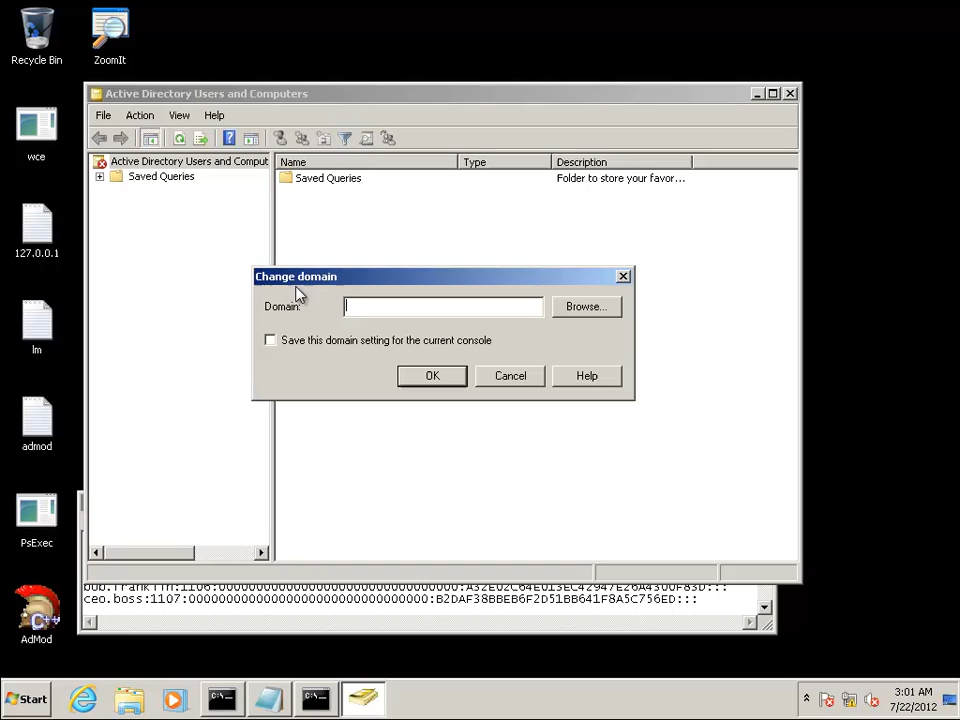 Recycle Bin
ZoomIt
wce
127.0.0.1
lm
admod
PsExec
AdMod
Active Directory Users and Computers
File Action View Help
Active Directory Users and Comput
Saved Queries
Name Type Description
Saved Queries Folder to store your favor...
Change domain
Domain:
Browse...
Save this domain setting for the current console
OK Cancel Help
ceo.boss:1107:00000000000000000000000000000000:B2DAF38BBEB6F2D51BB641F8A5C756ED:::
Start
3:01 AM
7/22/2012